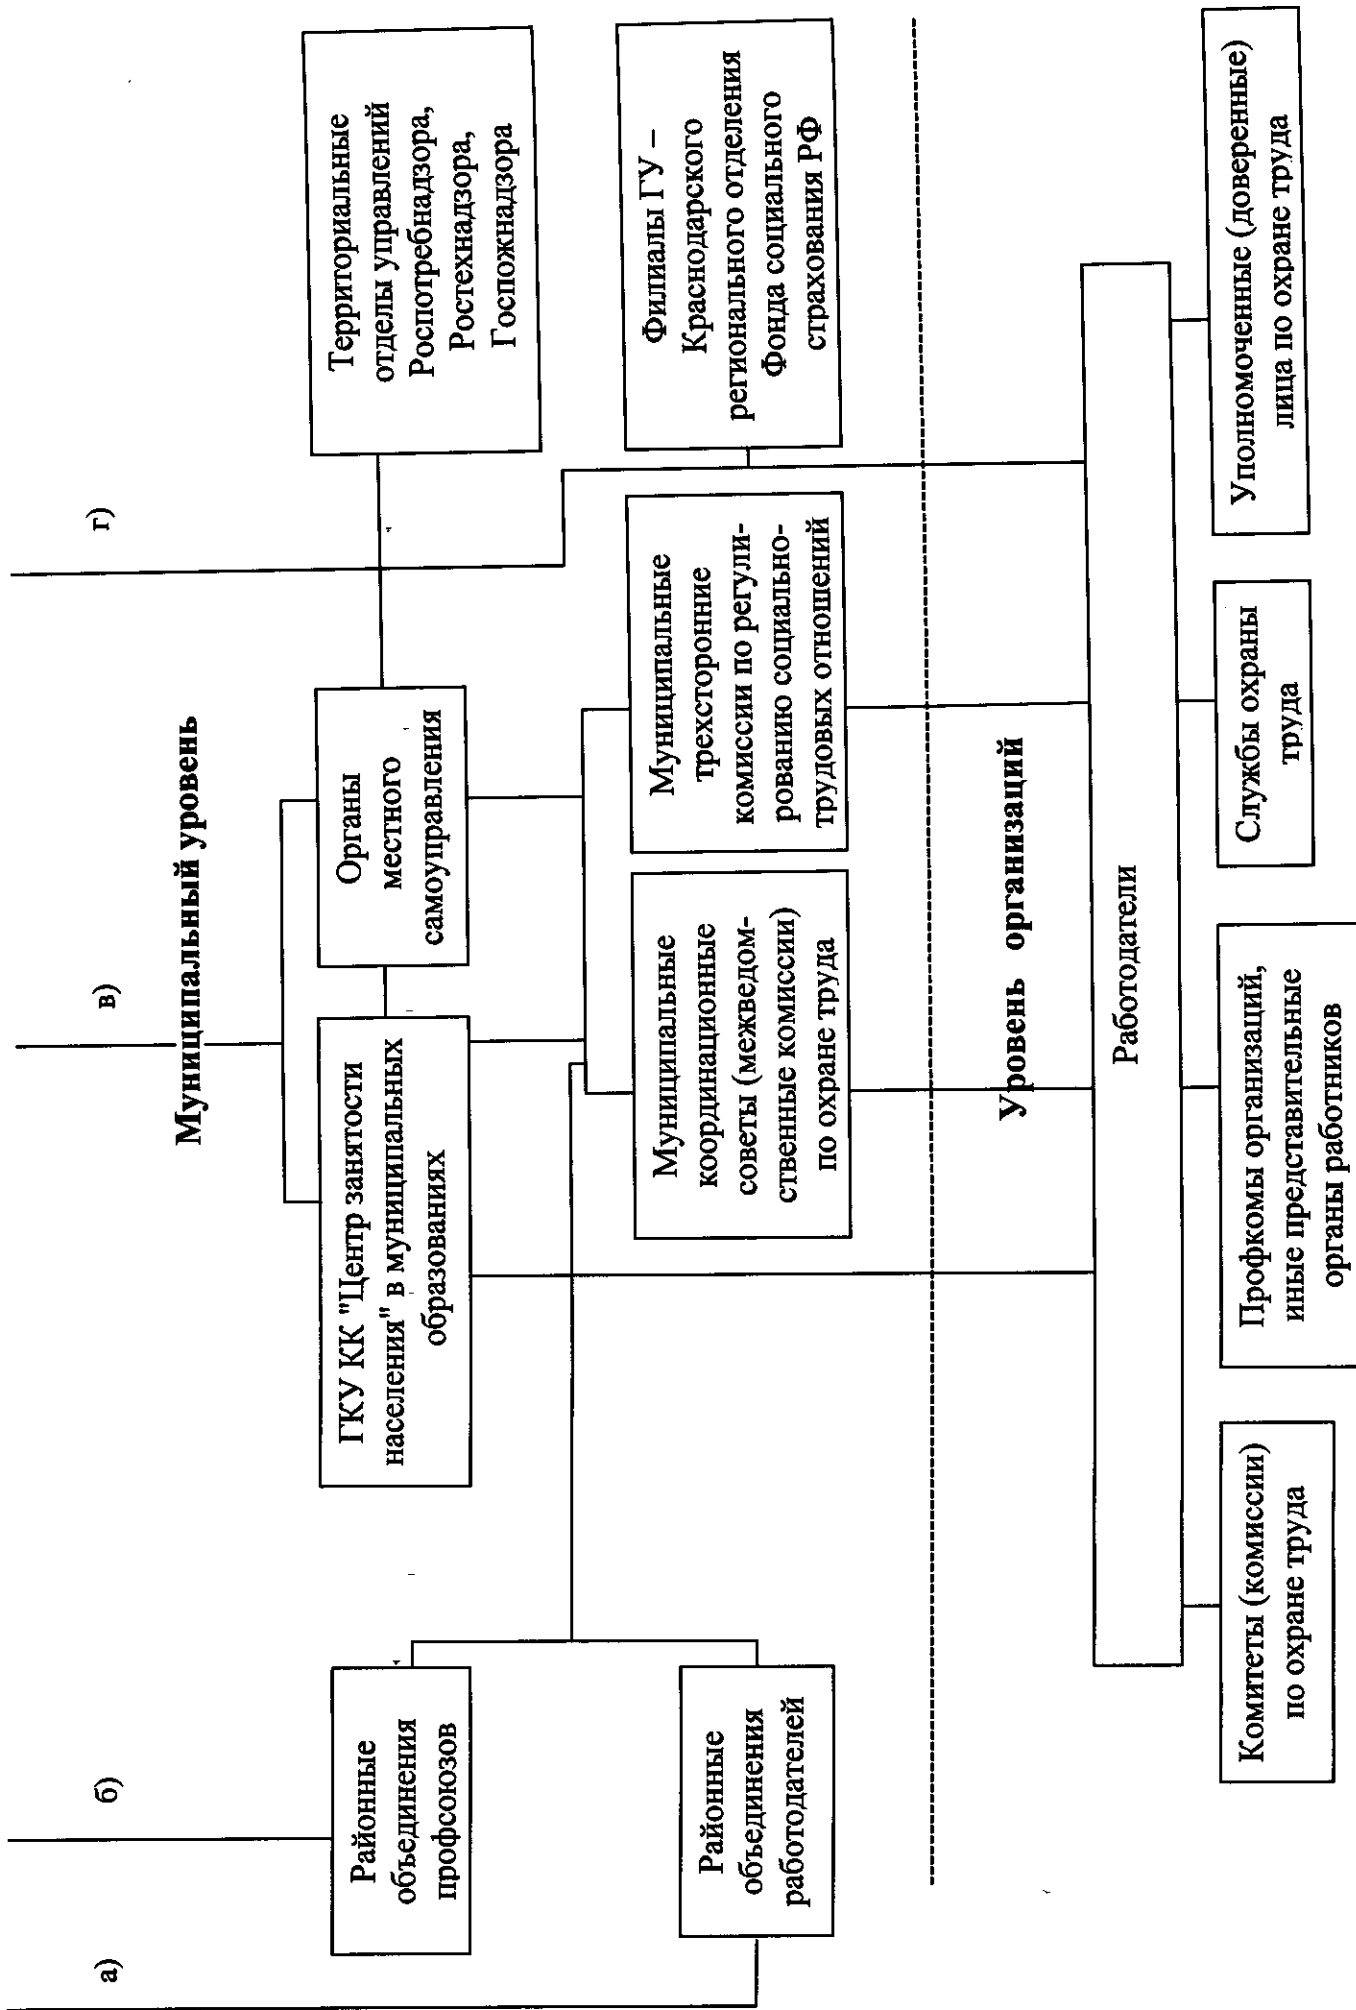 а)
б)
в)
г)
Муниципальный уровень
Районные
объединения
профсоюзов
ГКУ КК "Центр занятости
населения" в муниципальных
образованиях
Органы
местного
самоуправления
Территориальные
отделы управлений
Роспотребнадзора,
Ростехнадзора,
Госпожнадзора
Районные
объединения
работодателей
Муниципальные
координационные
советы (межведом-
ственные комиссии)
по охране труда
Муниципальные
трехсторонние
комиссии по регули-
рованию социально-
трудовых отношений
Филиалы ГУ –
Краснодарского
регионального отделения
Фонда социального
страхования РФ
Уровень организаций
Работодатели
Комитеты (комиссии)
по охране труда
Профкомы организаций,
иные представительные
органы работников
Службы охраны
труда
Уполномоченные (доверенные)
лица по охране труда